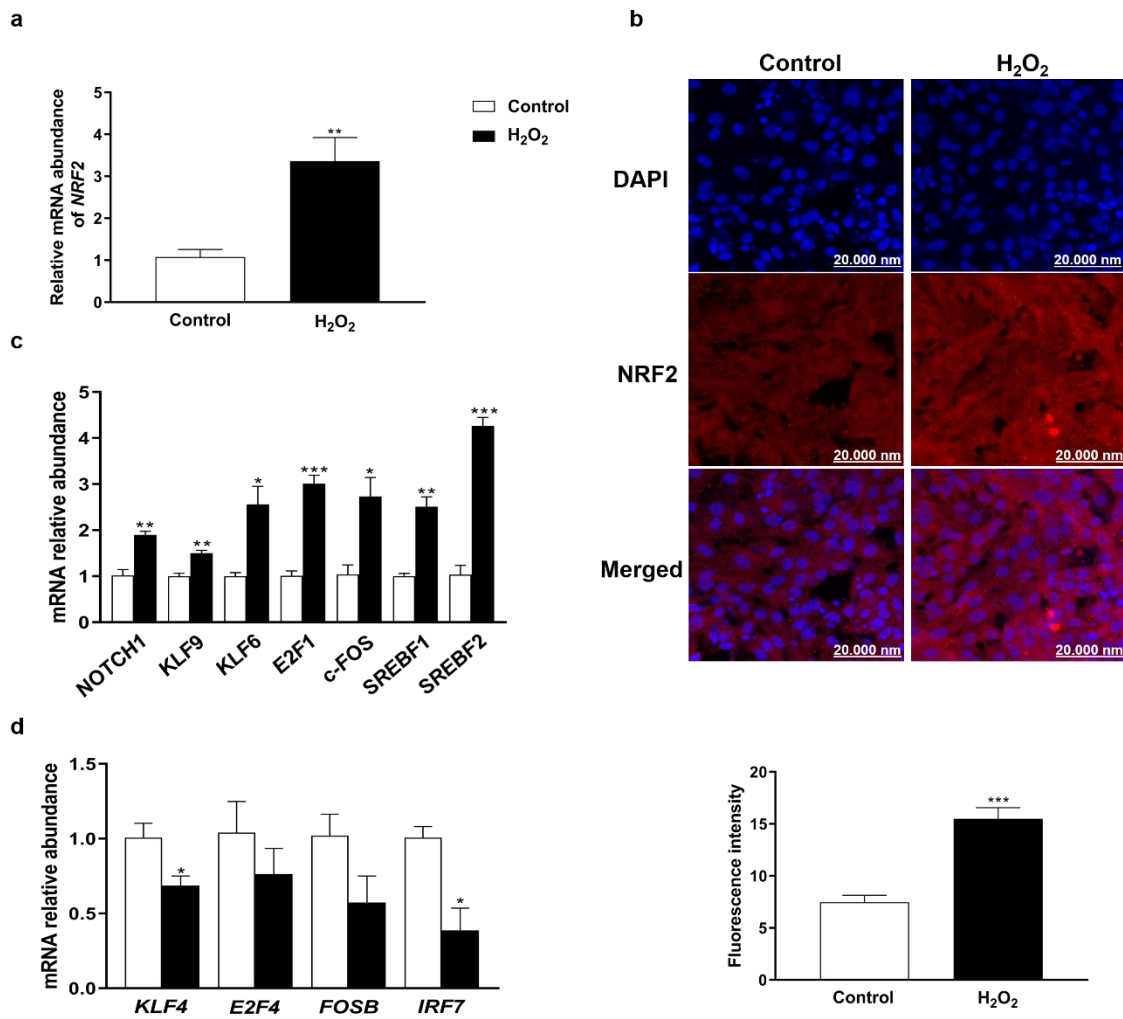 a
Relative mRNA abundance
of NRF2
5
4
3
2
1
0
**
Control
H₂O₂
Control
H₂O₂
b
Control
H₂O₂
DAPI
20.000 nm
20.000 nm
NRF2
20.000 nm
20.000 nm
Merged
20.000 nm
20.000 nm
Fluorescence intensity
20
15
10
5
0
***
Control
H₂O₂
c
mRNA relative abundance
5
4
3
2
1
0
**
**
*
***
*
**
***
NOTCH1
KLF9
KLF6
E2F1
c-FOS
SREBF1
SREBF2
d
mRNA relative abundance
1.5
1.0
0.5
0.0
*
*
KLF4
E2F4
FOSB
IRF7